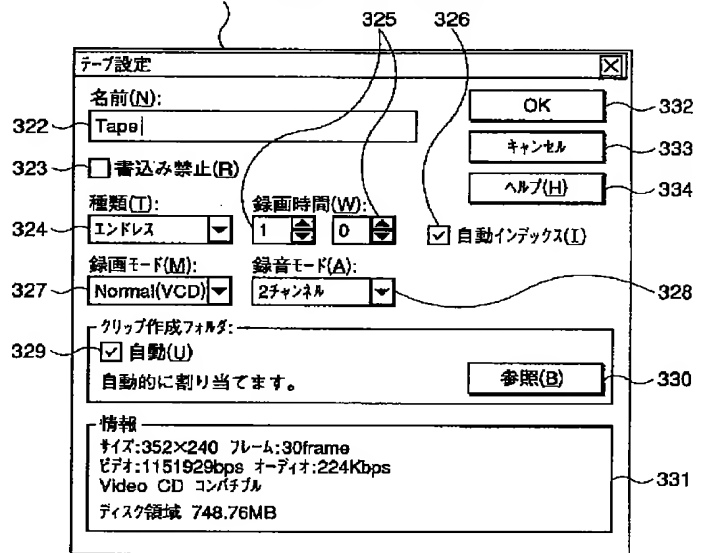 325 326
テープ設定
名前(N):
322 Tape
OK 332
キャンセル 333
323 書込み禁止(R)
ヘルプ(H) 334
種類(T): 録画時間(W):
324 エンドレス 1 0 自動インデックス(I)
録画モード(M): 録音モード(A):
327 Normal(VCD) 2チャンネル 328
クリップ作成フォルダ:
329 自動(U)
自動的に割り当てます。 参照(B) 330
情報
サイズ:352×240 フレーム:30frame
ビデオ:1151929bps オーディオ:224Kbps
Video CD コンパチブル 331
ディスク領域 748.76MB